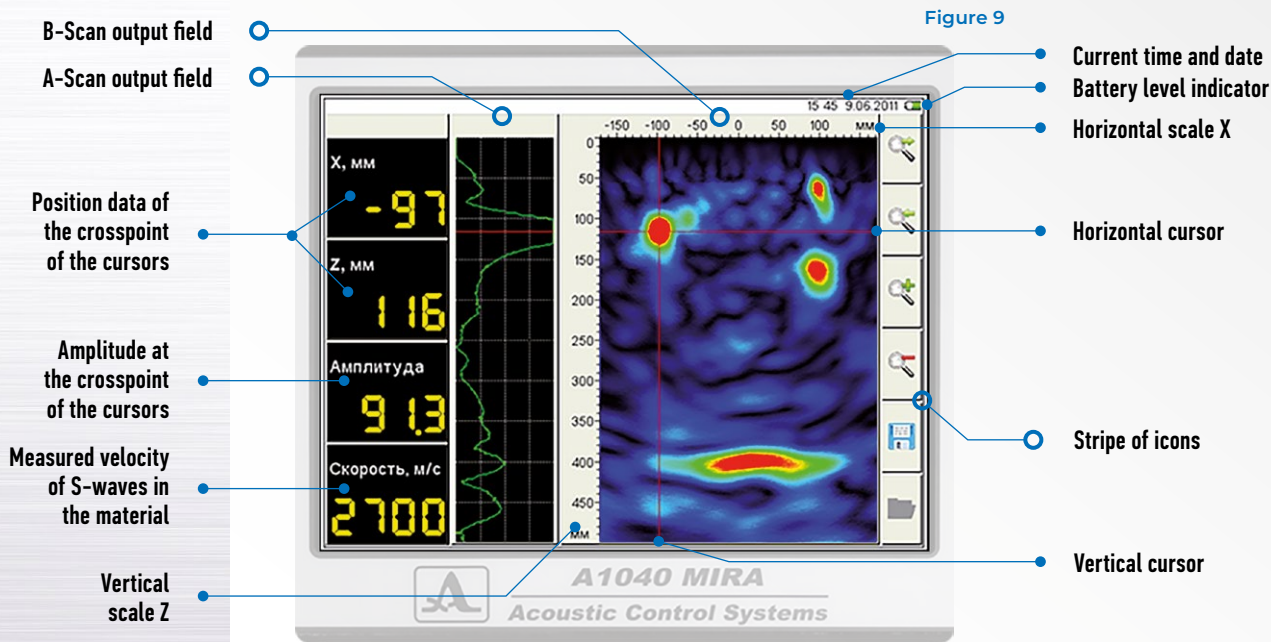 Figure 9
B-Scan output field
A-Scan output field
Current time and date
Battery level indicator
Horizontal scale X
Position data of
the crosspoint
of the cursors
Horizontal cursor
Amplitude at
the crosspoint
of the cursors
Measured velocity
of S-waves in
the material
Stripe of icons
Vertical
scale Z
Vertical cursor
15 45 9.06.2011
-150 -100 -50 0 50 100 мм
X, мм
-97
Z, мм
116
Амплитуда
91.3
Скорость, м/с
2700
0
50
100
150
200
250
300
350
400
450
мм
A1040 MIRA
Acoustic Control Systems